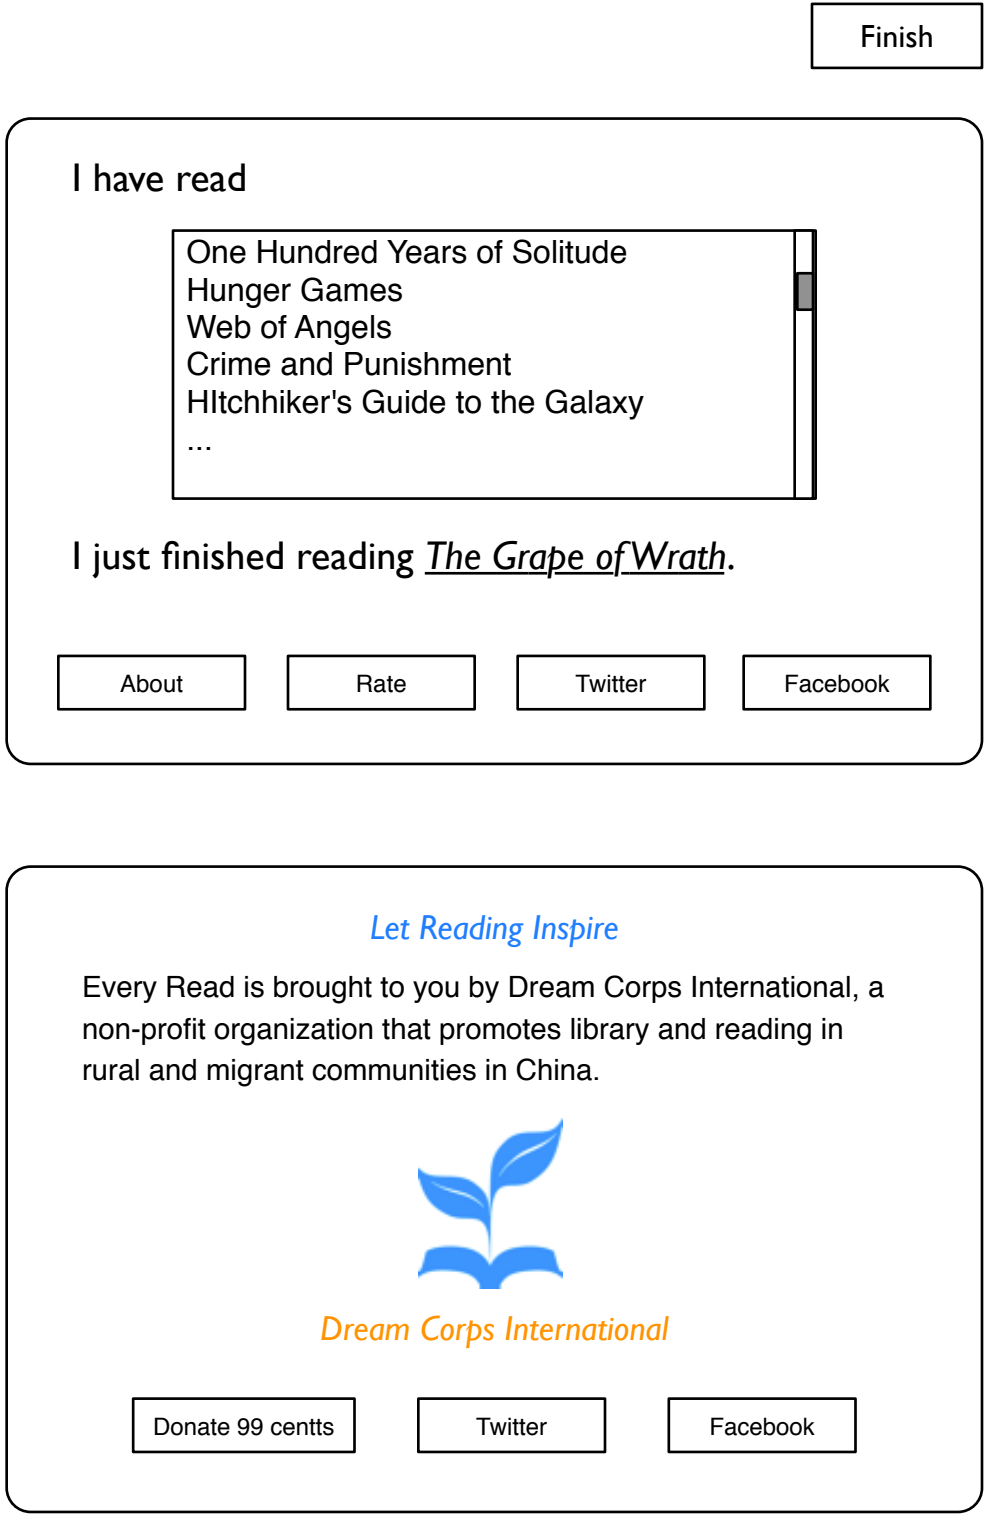 Finish
I have read
One Hundred Years of Solitude
Hunger Games
Web of Angels
Crime and Punishment
HItchhiker's Guide to the Galaxy
...
I just finished reading The Grape of Wrath.
About
Rate
Twitter
Facebook
Let Reading Inspire
Every Read is brought to you by Dream Corps International, a
non-profit organization that promotes library and reading in
rural and migrant communities in China.
Dream Corps International
Donate 99 centts
Twitter
Facebook